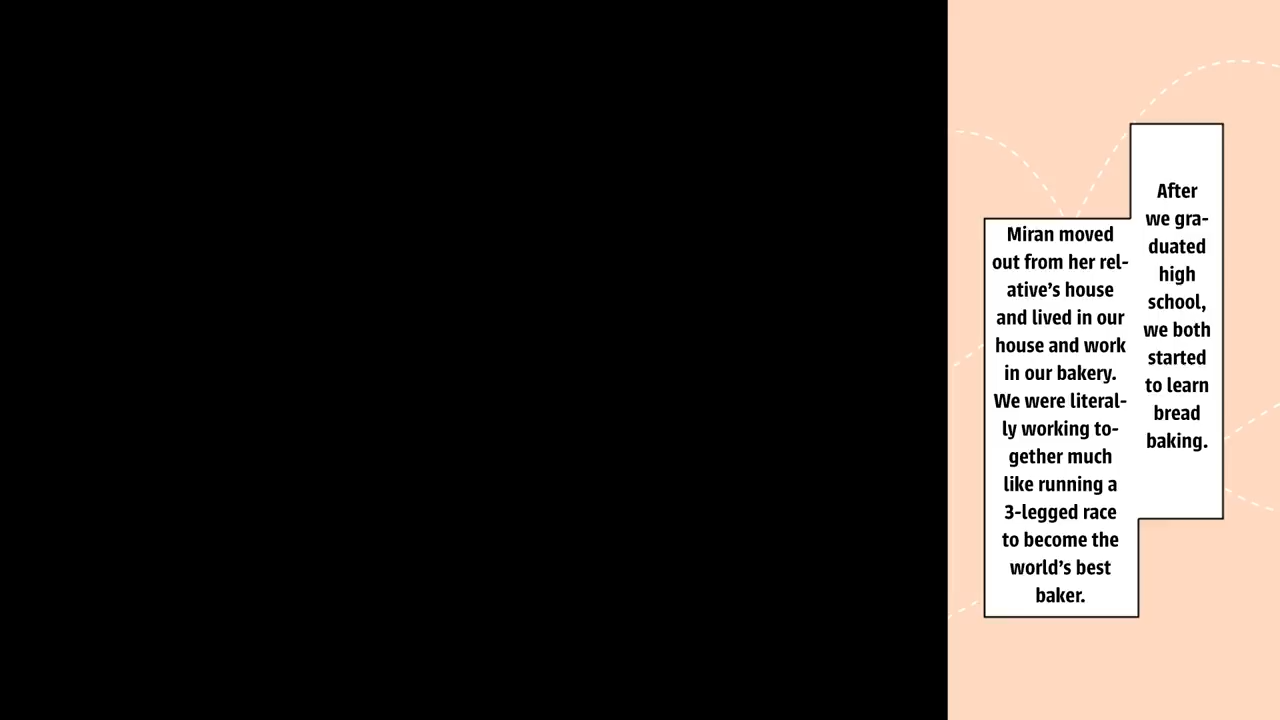 After
we gra-
duated
high
school,
we both
started
to learn
bread
baking.
Miran moved
out from her rel-
ative’s house
and lived in our
house and work
in our bakery.
We were literal-
ly working to-
gether much
like running a
3-legged race
to become the
world’s best
baker.